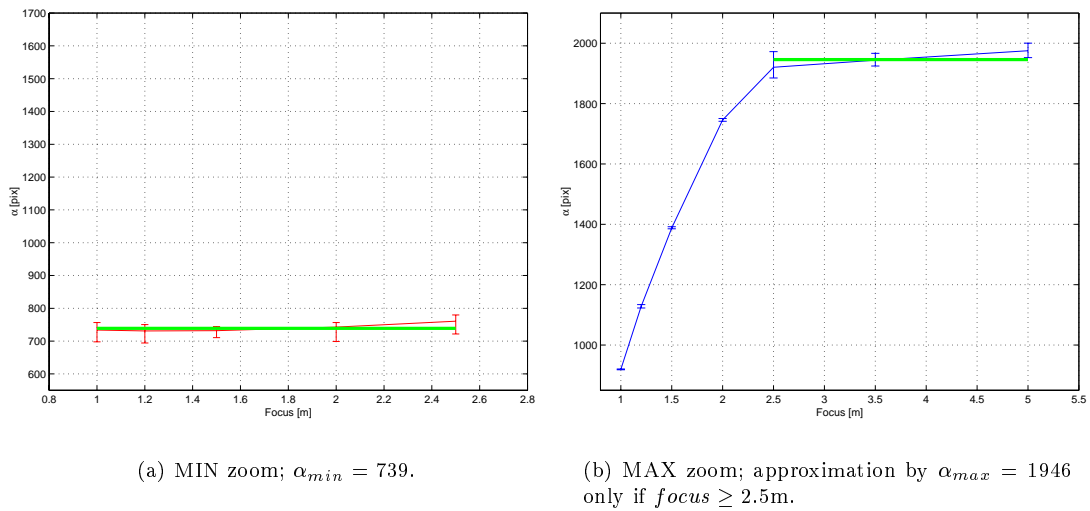 1700
1600
1500
1400
1300
1200
1100
1000
900
800
700
600
α [pix]
0.8 1 1.2 1.4 1.6 1.8 2 2.2 2.4 2.6 2.8
Focus [m]
2000
1800
1600
1400
1200
1000
α [pix]
1 1.5 2 2.5 3 3.5 4 4.5 5 5.5
Focus [m]
(a) MIN zoom; α_min = 739.
(b) MAX zoom; approximation by α_max = 1946
only if focus ≥ 2.5m.